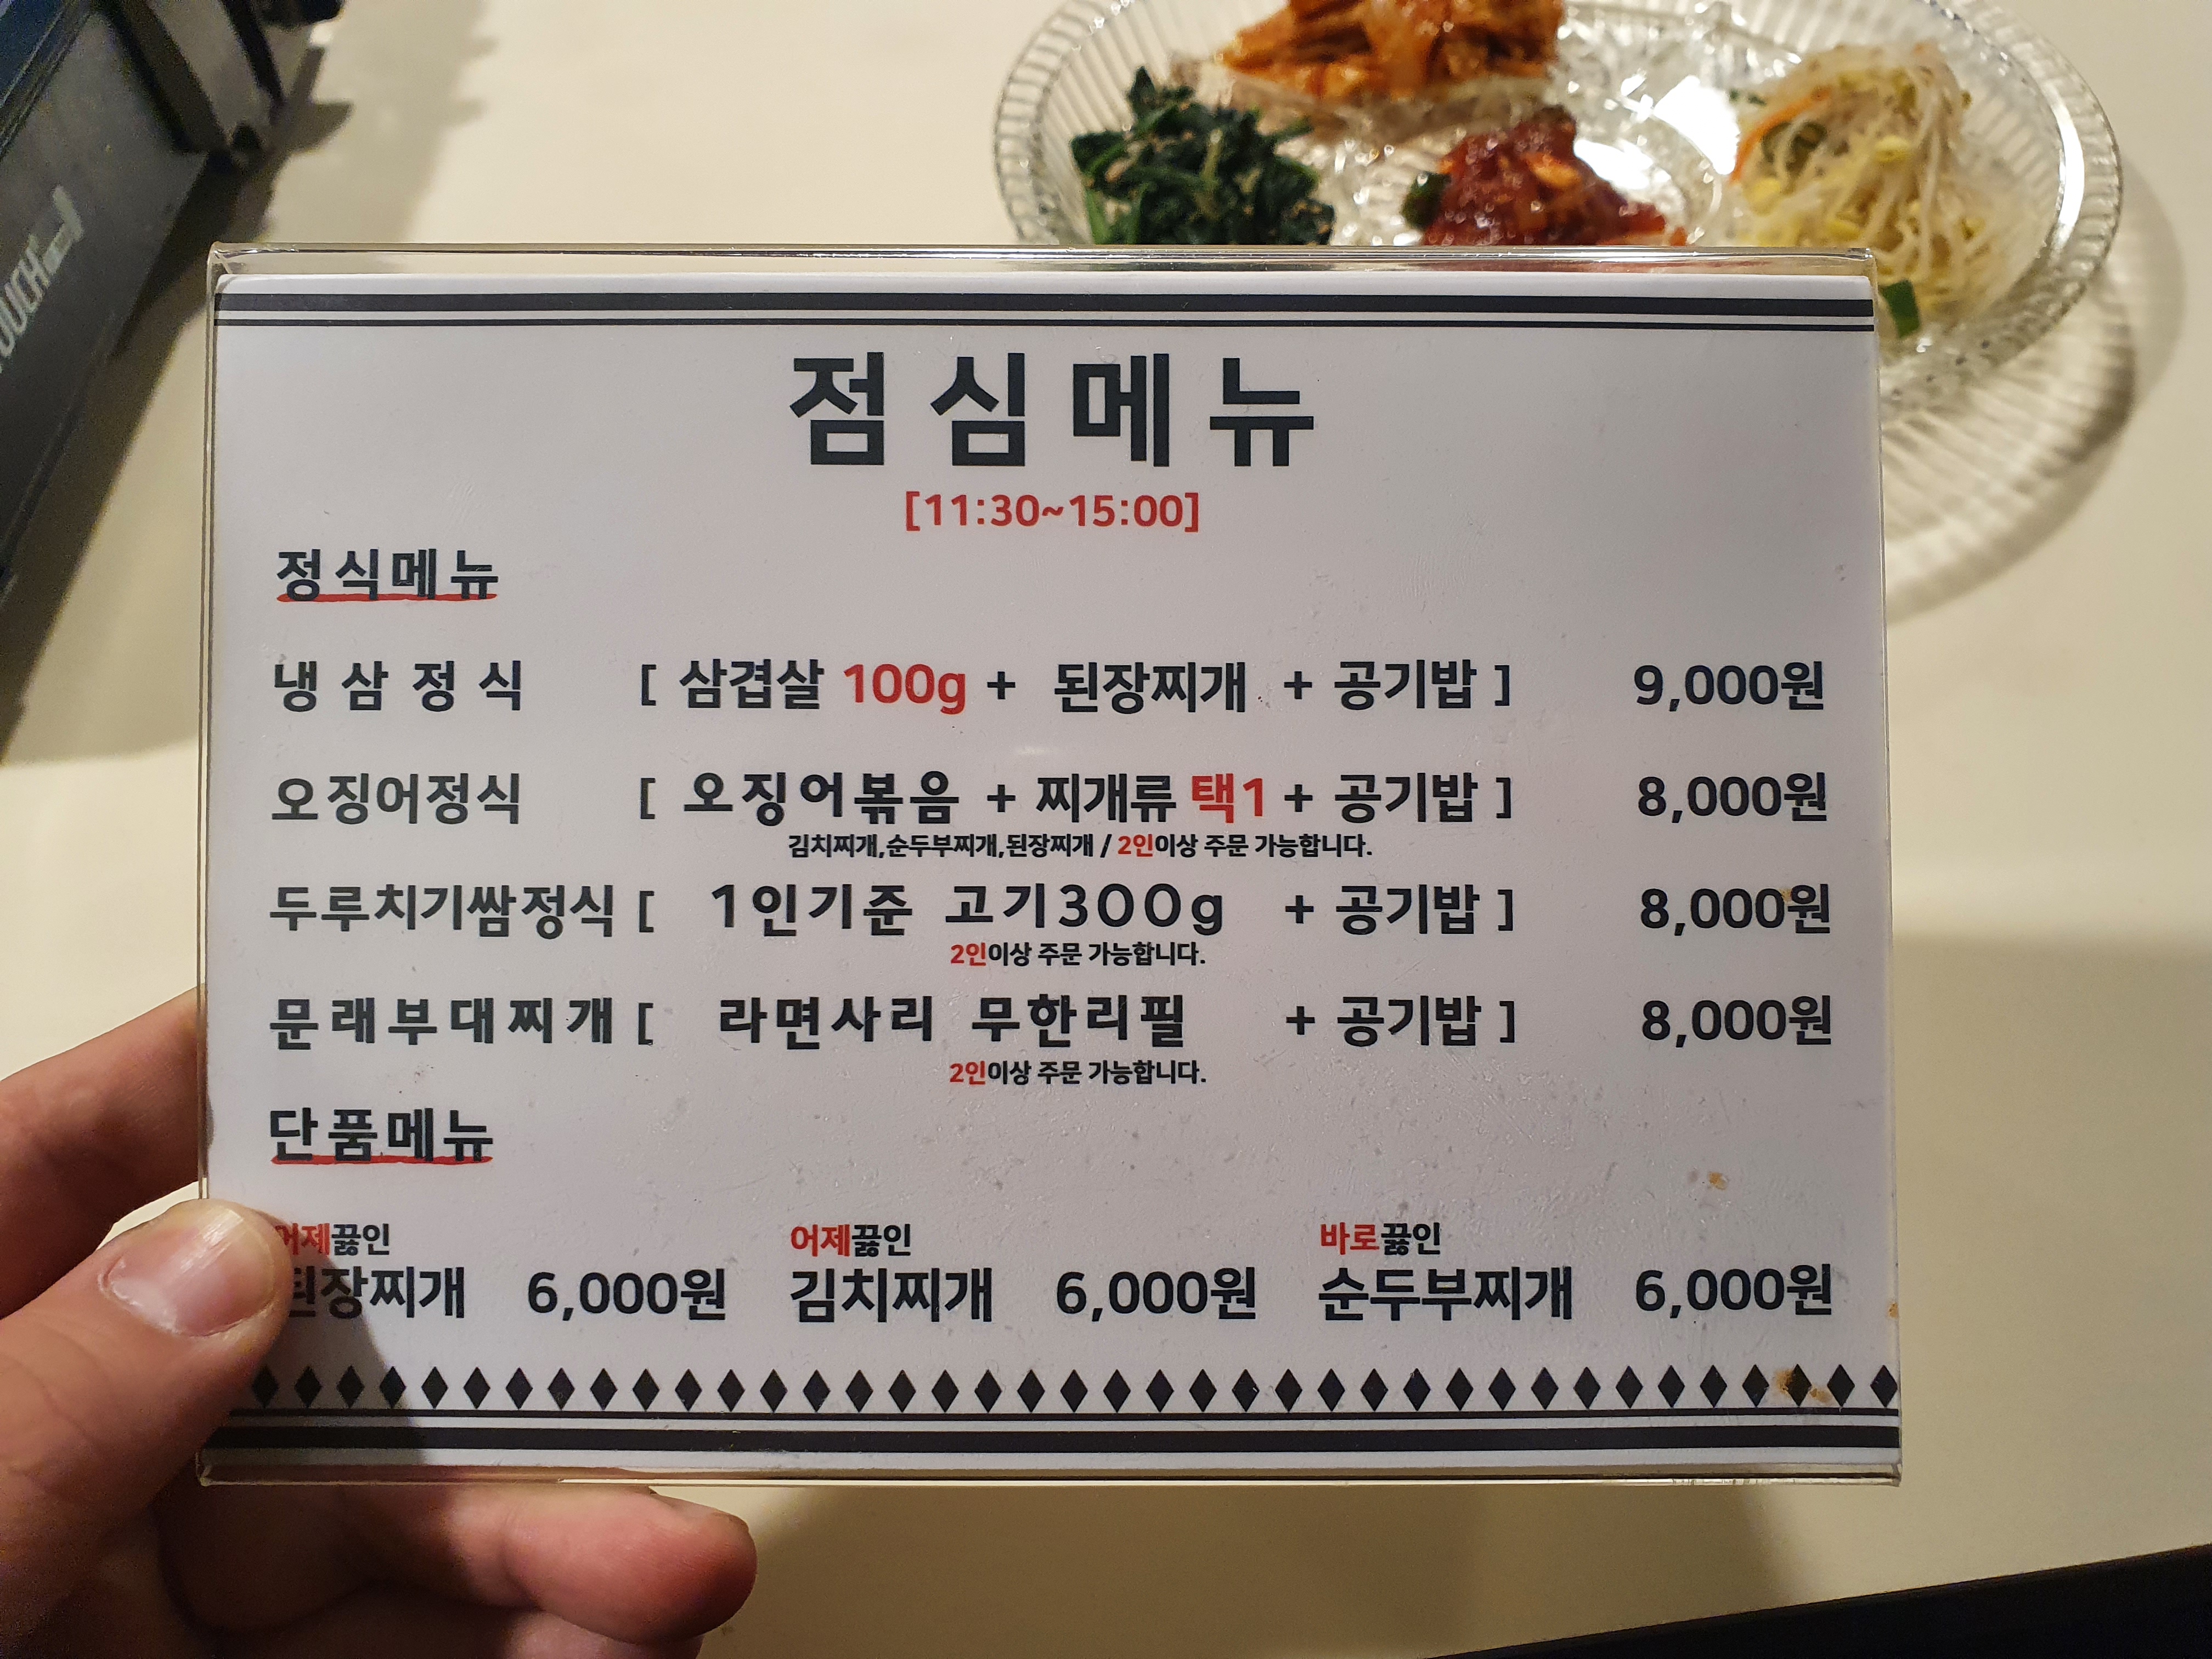 점심메뉴
[11:30~15:00]
정식메뉴
냉삼정식 [ 삼겹살 100g + 된장찌개 + 공기밥 ] 9,000원
오징어정식 [ 오징어볶음 + 찌개류 택1 + 공기밥 ] 8,000원
김치찌개,순두부찌개,된장찌개 / 2인이상 주문 가능합니다.
두루치기쌈정식 [ 1인기준 고기300g + 공기밥 ] 8,000원
2인이상 주문 가능합니다.
문래부대찌개 [ 라면사리 무한리필 + 공기밥 ] 8,000원
2인이상 주문 가능합니다.
단품메뉴
어제끓인 어제끓인 바로끓인
된장찌개 6,000원 김치찌개 6,000원 순두부찌개 6,000원